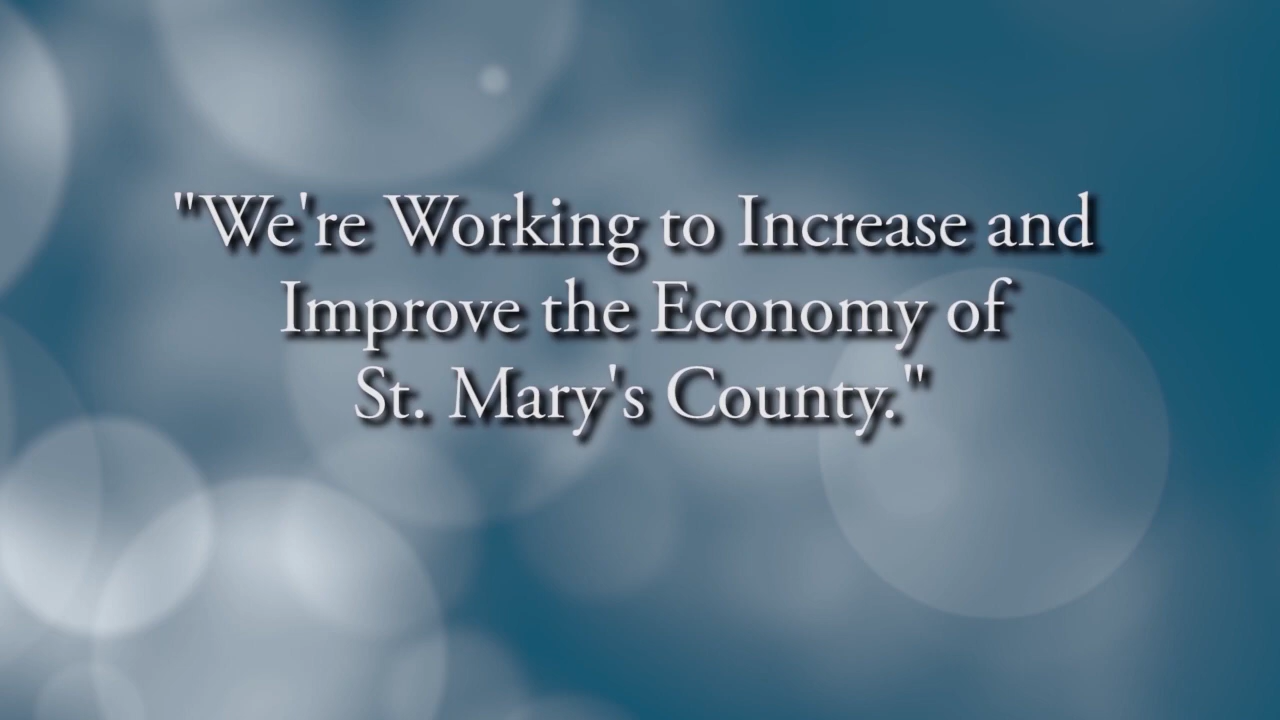 "We're Working to Increase and
Improve the Economy of
St. Mary's County."